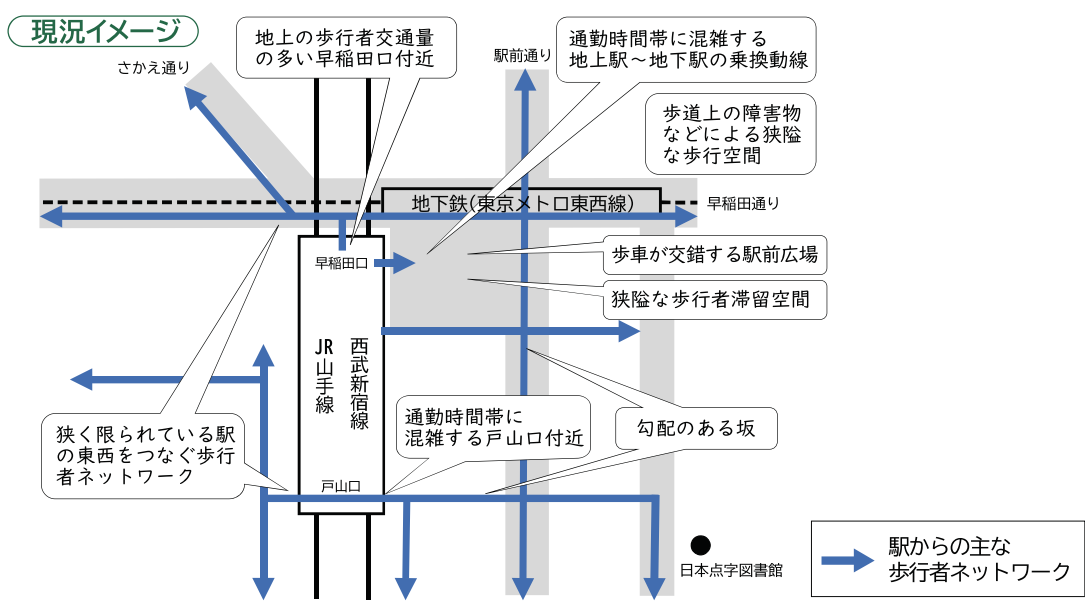 現況イメージ
さかえ通り
地上の歩行者交通量
の多い早稲田口付近
駅前通り
通勤時間帯に混雑する
地上駅～地下駅の乗換動線
歩道上の障害物
などによる狭隘
な歩行空間
地下鉄(東京メトロ東西線)
早稲田通り
早稲田口
歩車が交錯する駅前広場
狭隘な歩行者滞留空間
JR山手線
西武新宿線
狭く限られている駅
の東西をつなぐ歩行
者ネットワーク
通勤時間帯に
混雑する戸山口付近
勾配のある坂
戸山口
日本点字図書館
駅からの主な
歩行者ネットワーク